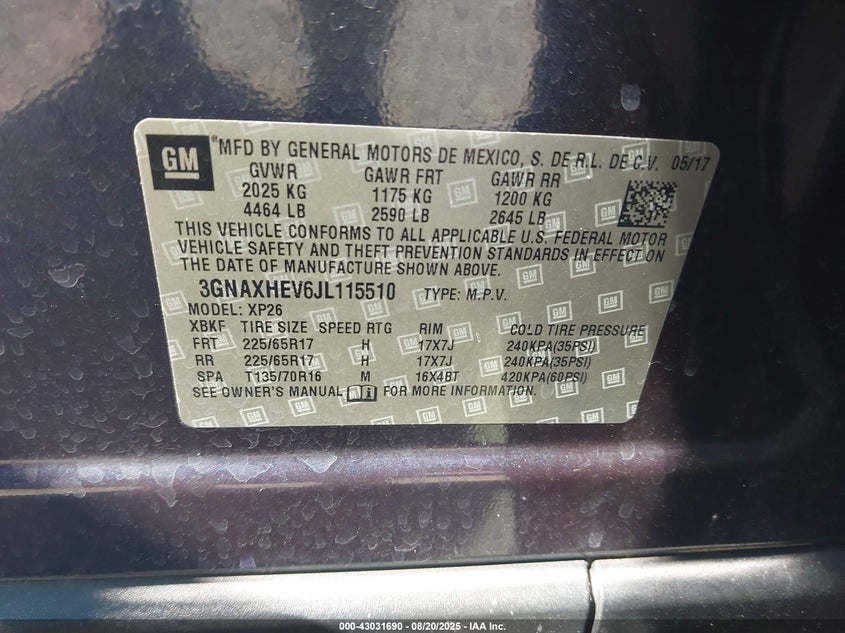 GM ®MFD BY GENERAL MOTORS DE MEXICO, S. DE R.L. DE C.V. 05/17
GVWR GAWR FRT GAWR RR
2025 KG 1175 KG 1200 KG
4464 LB 2590 LB 2645 LB
THIS VEHICLE CONFORMS TO ALL APPLICABLE U.S. FEDERAL MOTOR
VEHICLE SAFETY AND THEFT PREVENTION STANDARDS IN EFFECT ON
THE DATE OF MANUFACTURE SHOWN ABOVE.
3GNAXHEV6JL115510 TYPE: M.P.V.
MODEL: XP26
XBKF TIRE SIZE SPEED RTG RIM COLD TIRE PRESSURE
FRT 225/65R17 H 17X7J 240KPA(35PSI)
RR 225/65R17 H 17X7J 240KPA(35PSI)
SPA T135/70R16 M 16X4BT 420KPA(60PSI)
SEE OWNER'S MANUAL FOR MORE INFORMATION.
000-43031690 - 08/20/2025 - IAA Inc.